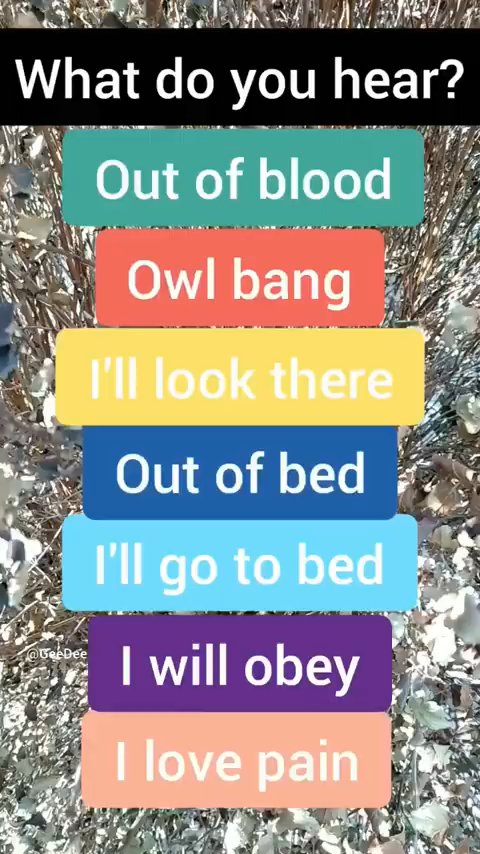 What do you hear?
Out of blood
Owl bang
I'll look there
Out of bed
I'll go to bed
@GeeDee
I will obey
I love pain